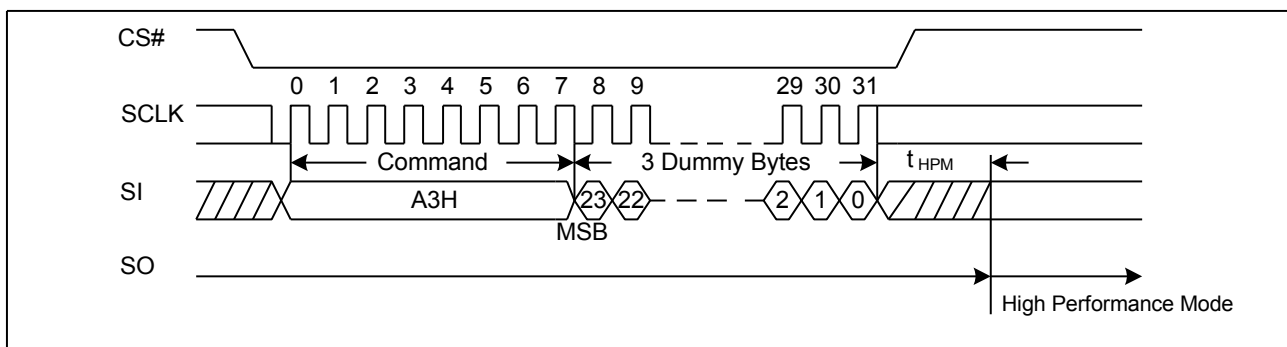 CS#
0 1 2 3 4 5 6 7 8 9 29 30 31
SCLK
Command 3 Dummy Bytes tHPM
SI A3H 23 22 2 1 0
MSB
SO
High Performance Mode